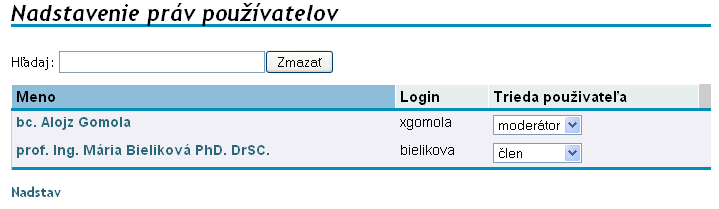 Nadstavenie práv používatelov
Hľadaj: Zmazať
Meno Login Trieda použivateľa
bc. Alojz Gomola xgomola moderátor
prof. Ing. Mária Bieliková PhD. DrSC. bielikova člen
Nadstav